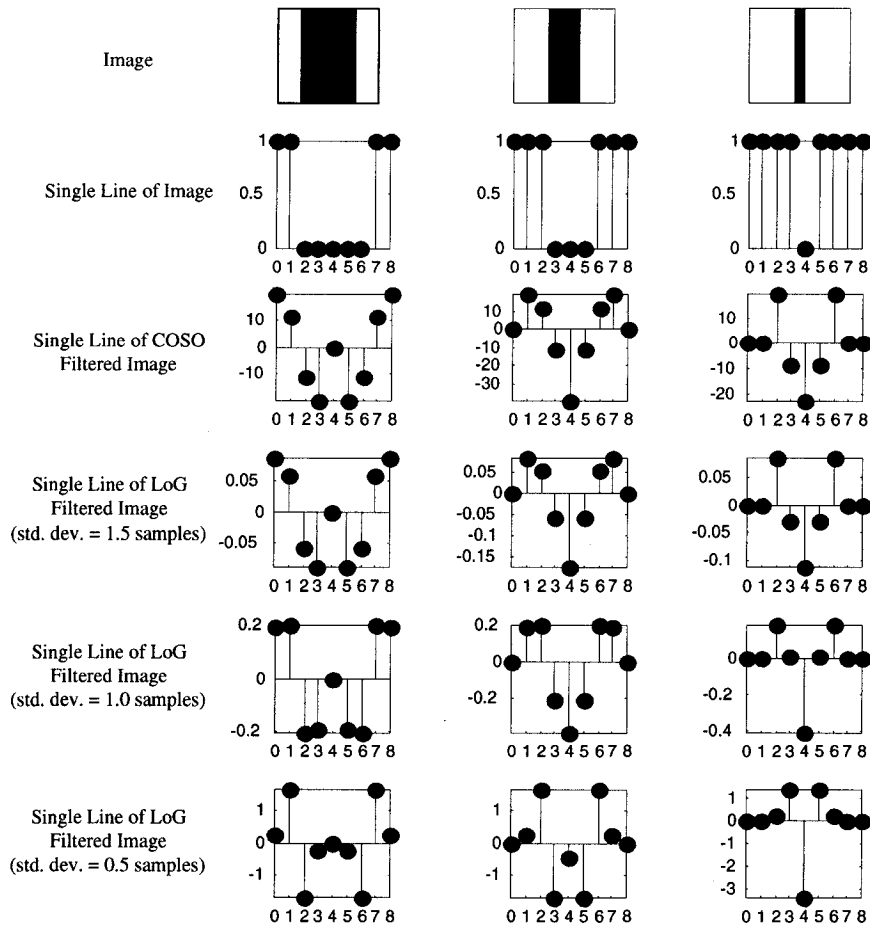 Image
1
1
1
Single Line of Image
0.5
0.5
0.5
0
0
0
0 1 2 3 4 5 6 7 8
0 1 2 3 4 5 6 7 8
0 1 2 3 4 5 6 7 8
Single Line of COSO
Filtered Image
10
0
-10
0 1 2 3 4 5 6 7 8
10
0
-10
-20
-30
0 1 2 3 4 5 6 7 8
10
0
-10
-20
0 1 2 3 4 5 6 7 8
Single Line of LoG
Filtered Image
(std. dev. = 1.5 samples)
0.05
0
-0.05
0 1 2 3 4 5 6 7 8
0.05
0
-0.05
-0.1
-0.15
0 1 2 3 4 5 6 7 8
0.05
0
-0.05
-0.1
0 1 2 3 4 5 6 7 8
Single Line of LoG
Filtered Image
(std. dev. = 1.0 samples)
0.2
0
-0.2
0 1 2 3 4 5 6 7 8
0.2
0
-0.2
0 1 2 3 4 5 6 7 8
0
-0.2
-0.4
0 1 2 3 4 5 6 7 8
Single Line of LoG
Filtered Image
(std. dev. = 0.5 samples)
1
0
-1
0 1 2 3 4 5 6 7 8
1
0
-1
0 1 2 3 4 5 6 7 8
1
0
-1
-2
-3
0 1 2 3 4 5 6 7 8